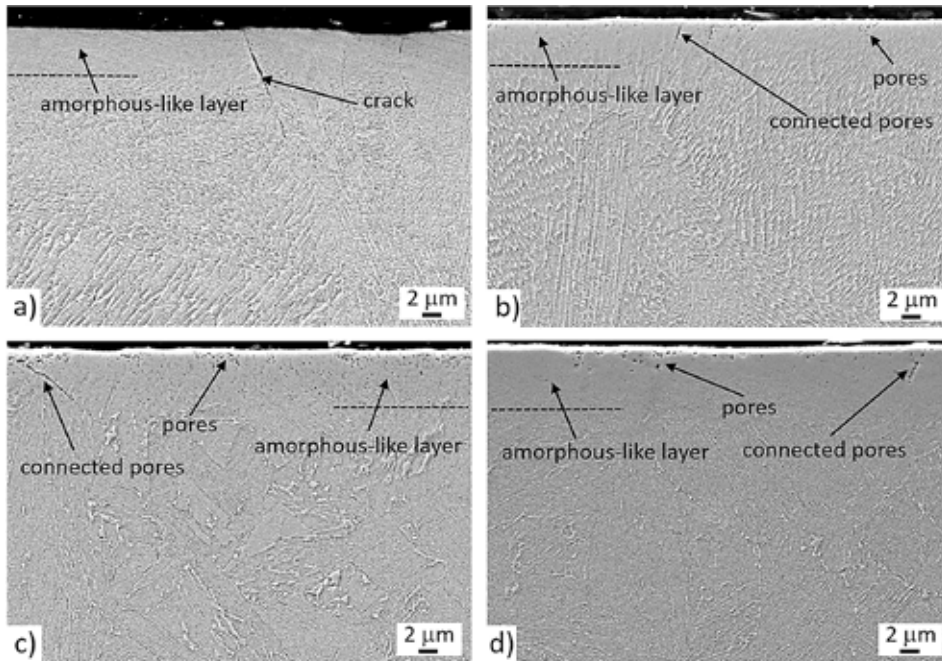 amorphous-like layer
crack
a)
2 μm
amorphous-like layer
pores
connected pores
b)
2 μm
pores
amorphous-like layer
connected pores
c)
2 μm
pores
amorphous-like layer
connected pores
d)
2 μm